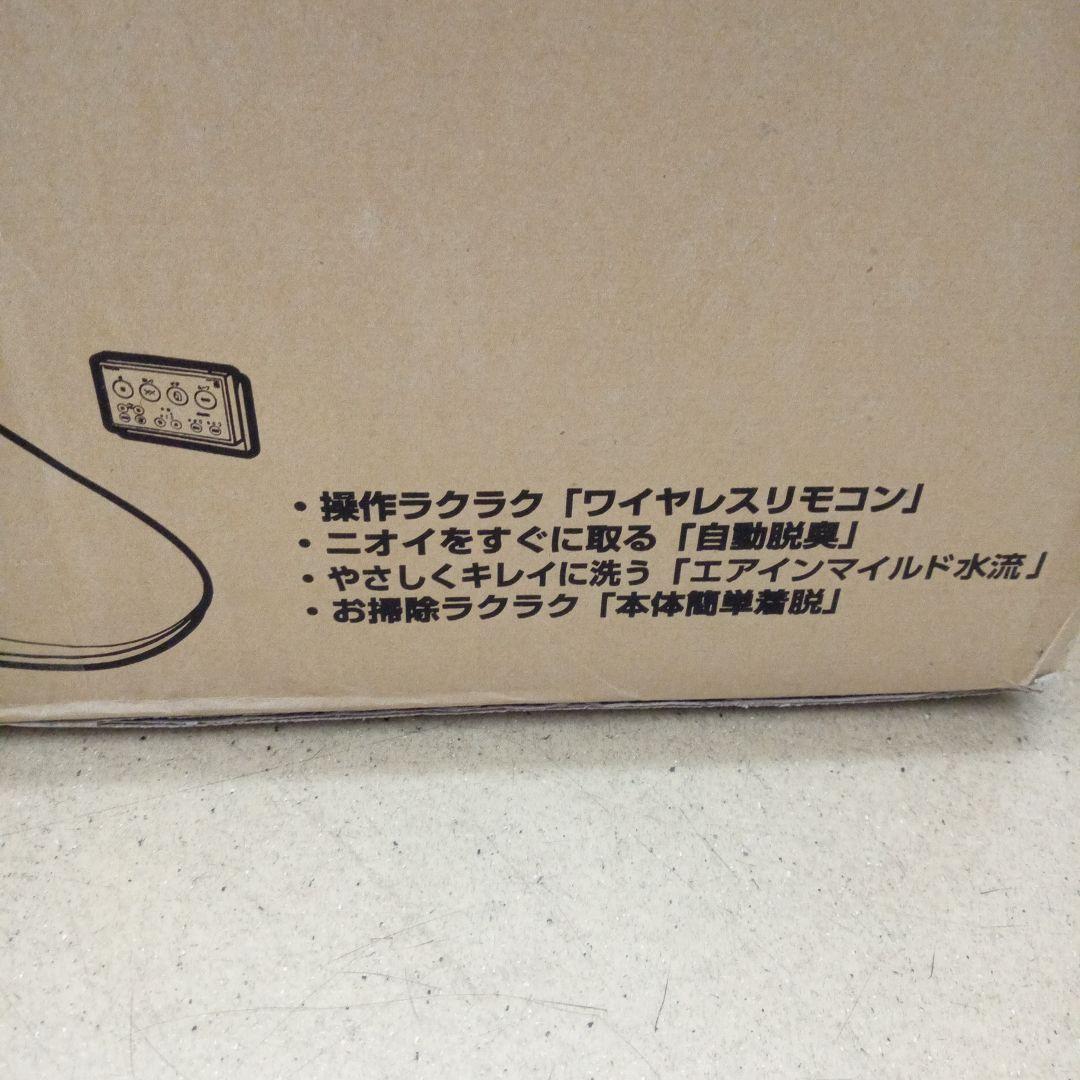 ・操作ラクラク「ワイヤレスリモコン」
・ニオイをすぐに取る「自動脱臭」
・やさしくキレイに洗う「エアインマイルド水流」
・お掃除ラクラク「本体簡単着脱」